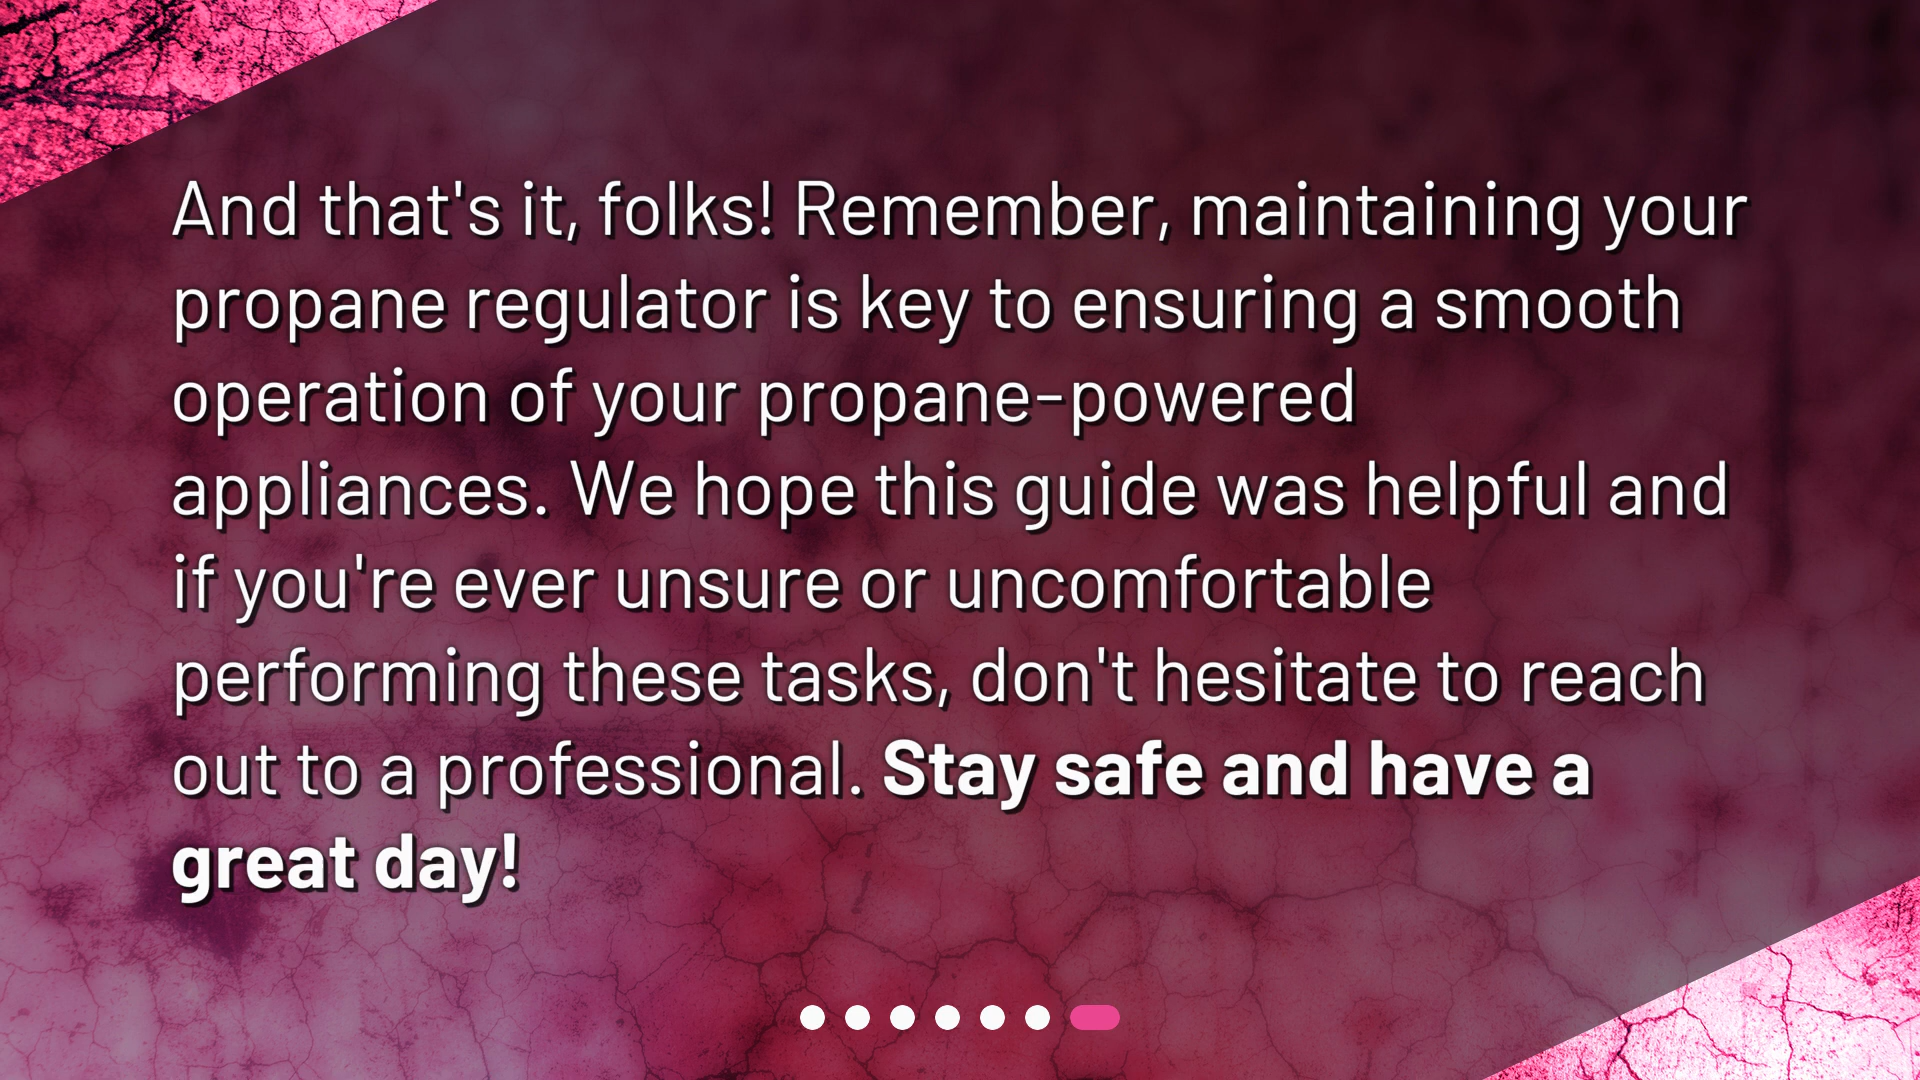 And that's it, folks! Remember, maintaining your
propane regulator is key to ensuring a smooth
operation of your propane-powered
appliances. We hope this guide was helpful and
if you're ever unsure or uncomfortable
performing these tasks, don't hesitate to reach
out to a professional. Stay safe and have a
great day!